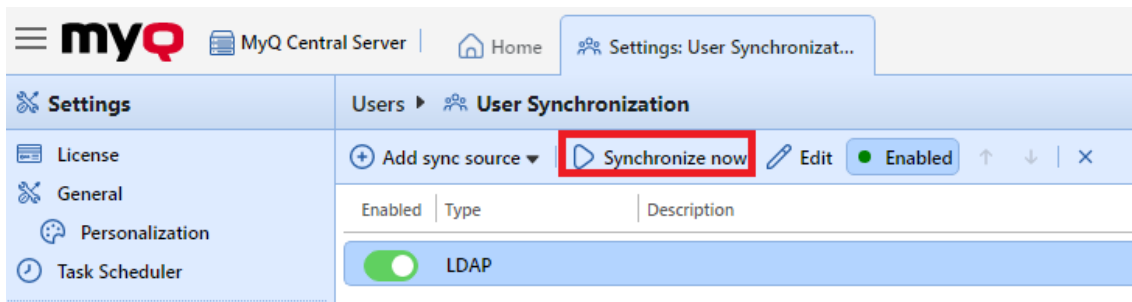 myQ MyQ Central Server Home Settings: User Synchronizat...
Settings
Users User Synchronization
License
General
Personalization
Task Scheduler
Add sync source Synchronize now Edit Enabled
Enabled Type Description
LDAP